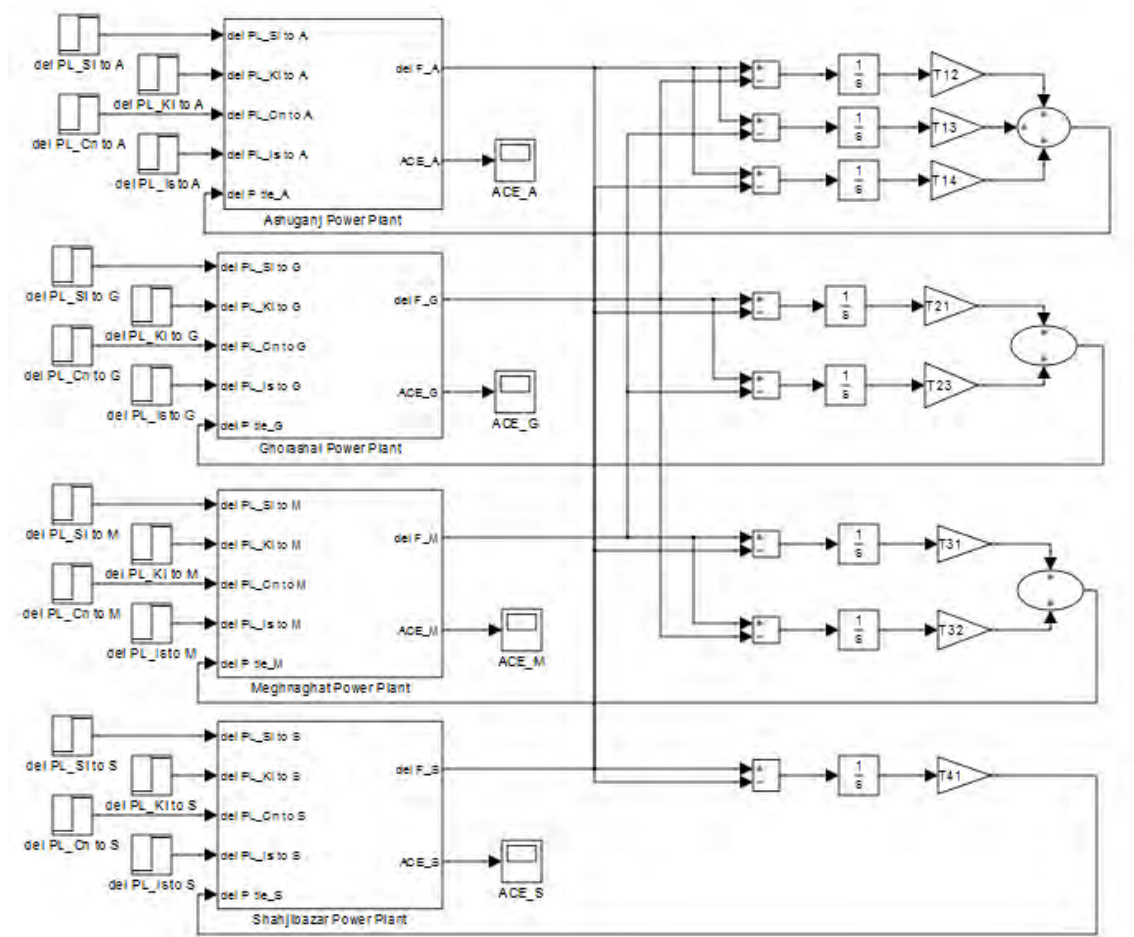 del PL_SI to A
del PL_SI to A
del PL_KI to A
del PL_KI to A
del PL_Cn to A
del PL_Cn to A
del PL_Is to A
del PL_Is to A
del P tie_A
del F_A
ACE_A
ACE_A
Ashuganj Power Plant
+
-
1
s
T12
+
-
1
s
T13
+
-
1
s
T14
+
+
+
del PL_SI to G
del PL_SI to G
del PL_KI to G
del PL_KI to G
del PL_Cn to G
del PL_Cn to G
del PL_Is to G
del PL_Is to G
del P tie_G
del F_G
ACE_G
ACE_G
Ghorashal Power Plant
+
-
1
s
T21
+
-
1
s
T23
+
+
del PL_SI to M
del PL_SI to M
del PL_KI to M
del PL_KI to M
del PL_Cn to M
del PL_Cn to M
del PL_Is to M
del PL_Is to M
del P tie_M
del F_M
ACE_M
ACE_M
Meghnaghat Power Plant
+
-
1
s
T31
+
-
1
s
T32
+
+
del PL_SI to S
del PL_SI to S
del PL_KI to S
del PL_KI to S
del PL_Cn to S
del PL_Cn to S
del PL_Is to S
del PL_Is to S
del P tie_S
del F_S
ACE_S
ACE_S
Shahjibazar Power Plant
+
-
1
s
T41